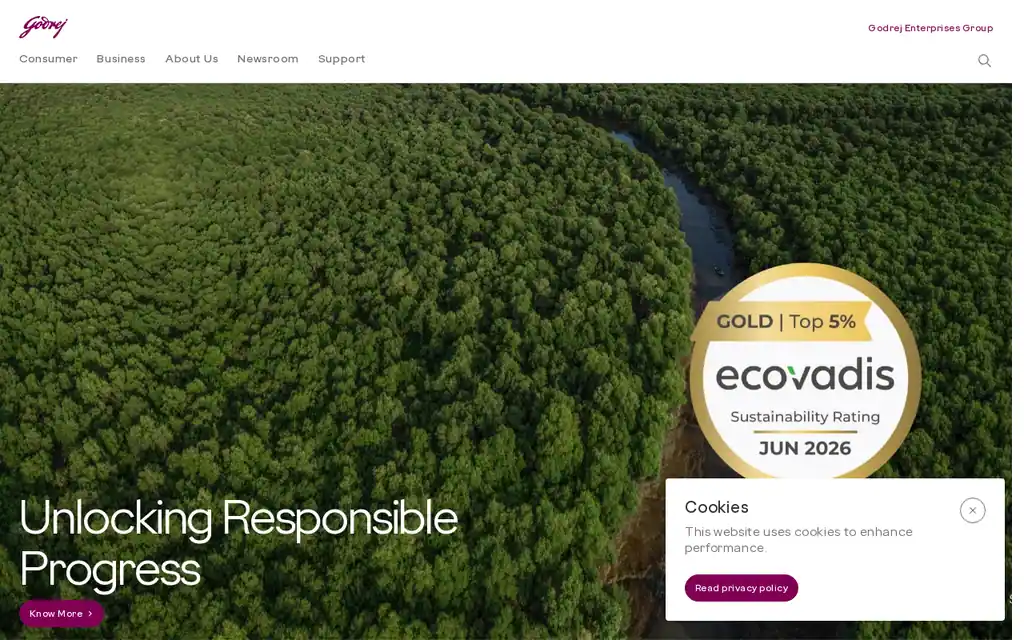 Godrej
Godrej Enterprises Group
Consumer
Business
About Us
Newsroom
Support
GOLD | Top 5%
ecovadis
Sustainability Rating
JUN 2026
Unlocking Responsible
Progress
Know More
Cookies
This website uses cookies to enhance
performance.
Read privacy policy